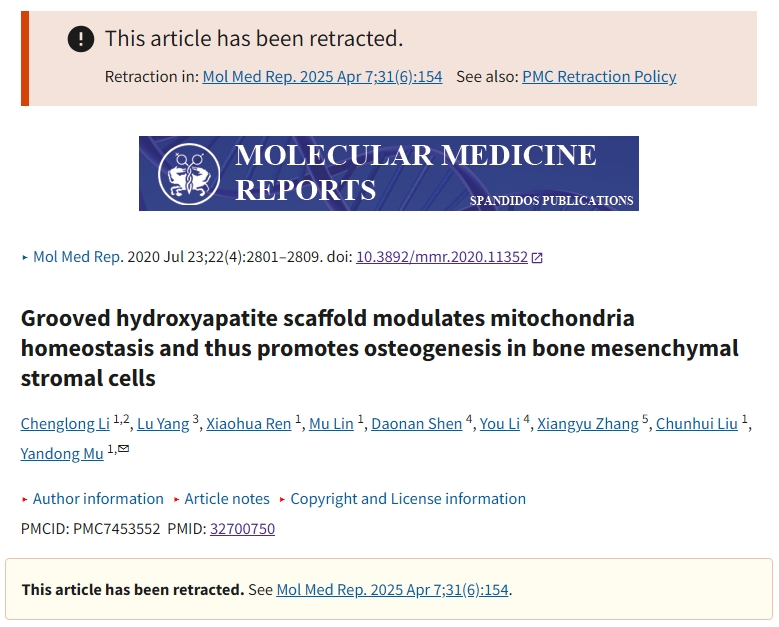 This article has been retracted.
Retraction in: Mol Med Rep. 2025 Apr 7;31(6):154 See also: PMC Retraction Policy
MOLECULAR MEDICINE
REPORTS
SPANDIDOS PUBLICATIONS
Mol Med Rep. 2020 Jul 23;22(4):2801–2809. doi: 10.3892/mmr.2020.11352
Grooved hydroxyapatite scaffold modulates mitochondria
homeostasis and thus promotes osteogenesis in bone mesenchymal
stromal cells
Chenglong Li 1,2, Lu Yang 3, Xiaohua Ren 1, Mu Lin 1, Daonan Shen 4, You Li 4, Xiangyu Zhang 5, Chunhui Liu 1,
Yandong Mu 1,✉
▸ Author information ▸ Article notes ▸ Copyright and License information
PMCID: PMC7453552 PMID: 32700750
This article has been retracted. See Mol Med Rep. 2025 Apr 7;31(6):154.